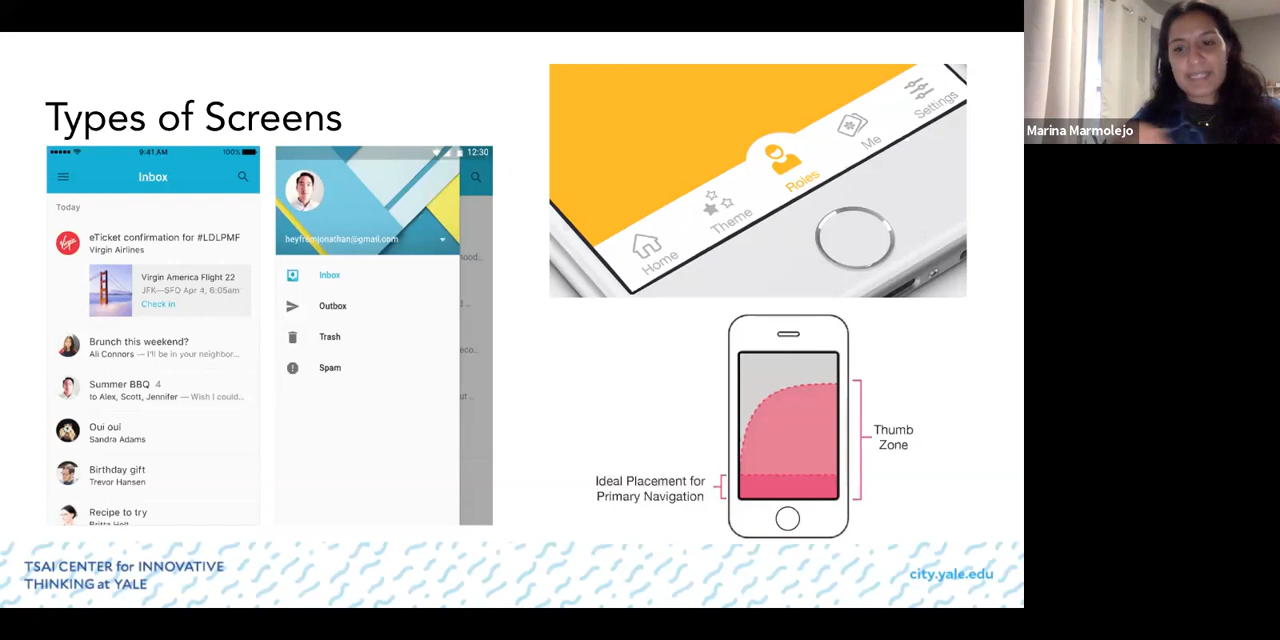 Types of Screens
9:41 AM
100%
Inbox
Today
eTicket confirmation for #LDLPMF
Virgin Airlines
Virgin America Flight 22
JFK—SFO Apr 4, 6:05am
Check in
Brunch this weekend?
Ali Connors — I'll be in your neighbor...
Summer BBQ 4
to Alex, Scott, Jennifer — Wish I could...
Oui oui
Sandra Adams
Birthday gift
Trevor Hansen
Recipe to try
Britta Holt
12:30
heyfromjonathan@gmail.com
Inbox
Outbox
Trash
Spam
Home
Theme
Roles
Me
Settings
Thumb
Zone
Ideal Placement for
Primary Navigation
TSAI CENTER for INNOVATIVE
THINKING at YALE
city.yale.edu
Marina Marmolejo